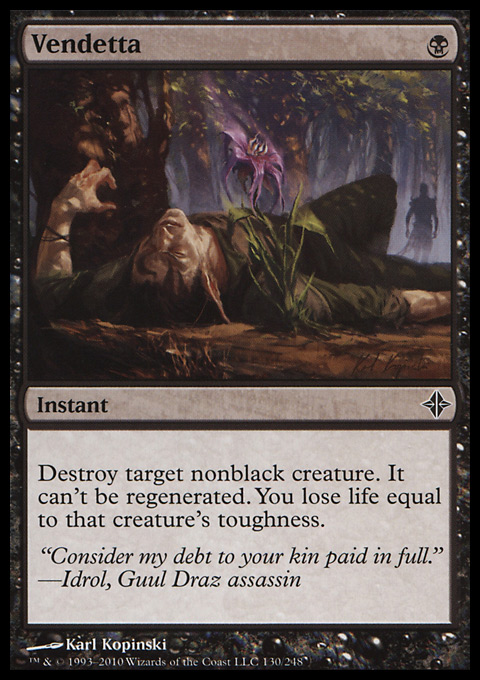 Vendetta
Instant
Destroy target nonblack creature. It
can't be regenerated. You lose life equal
to that creature's toughness.
"Consider my debt to your kin paid in full."
—Idrol, Guul Draz assassin
Karl Kopinski
™ & © 1993–2010 Wizards of the Coast LLC 130/248